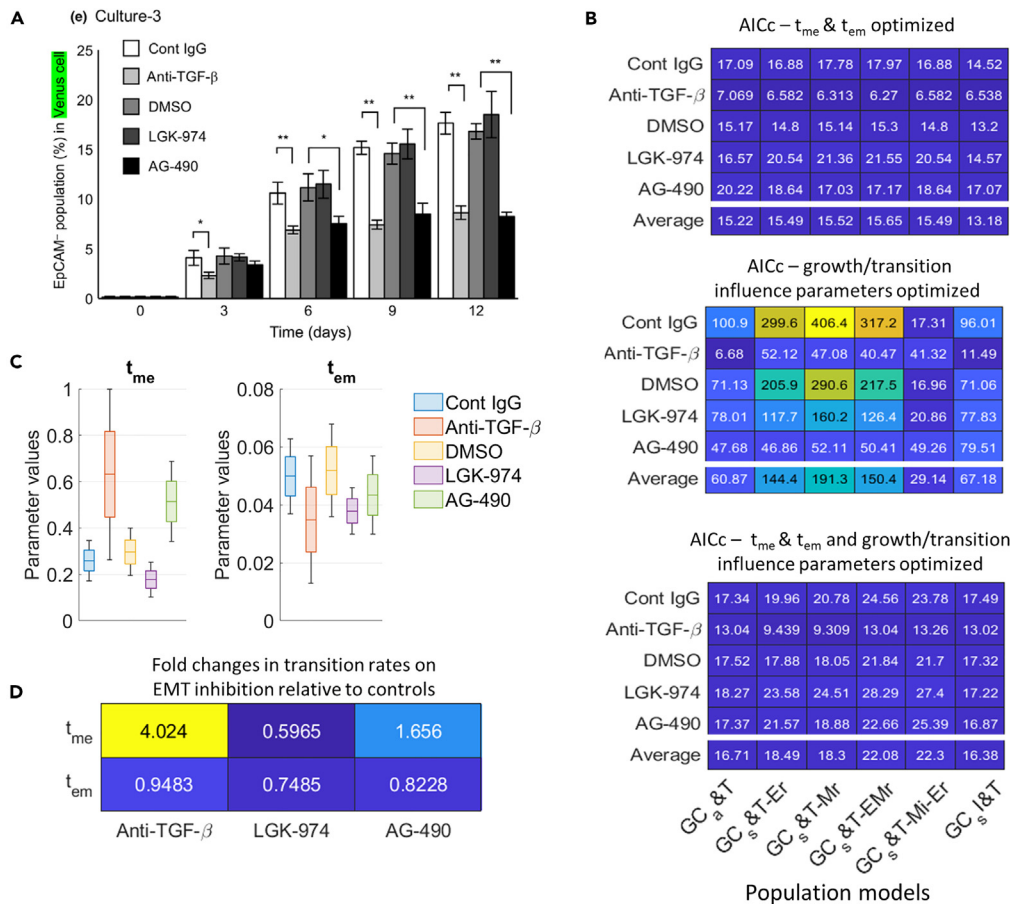 A
(e) Culture-3
EpCAM⁻ population (%) in Venus cell
25
20
15
10
5
0
Cont IgG
Anti-TGF-β
DMSO
LGK-974
AG-490
*
**
*
**
**
**
**
0 3 6 9 12
Time (days)
B
AICc – tme & tem optimized
Cont IgG 17.09 16.88 17.78 17.97 16.88 14.52
Anti-TGF-β 7.069 6.582 6.313 6.27 6.582 6.538
DMSO 15.17 14.8 15.14 15.3 14.8 13.2
LGK-974 16.57 20.54 21.36 21.55 20.54 14.57
AG-490 20.22 18.64 17.03 17.17 18.64 17.07
Average 15.22 15.49 15.52 15.65 15.49 13.18
AICc – growth/transition
influence parameters optimized
Cont IgG 100.9 299.6 406.4 317.2 17.31 96.01
Anti-TGF-β 6.68 52.12 47.08 40.47 41.32 11.49
DMSO 71.13 205.9 290.6 217.5 16.96 71.06
LGK-974 78.01 117.7 160.2 126.4 20.86 77.83
AG-490 47.68 46.86 52.11 50.41 49.26 79.51
Average 60.87 144.4 191.3 150.4 29.14 67.18
AICc – tme & tem and growth/transition
influence parameters optimized
Cont IgG 17.34 19.96 20.78 24.56 23.78 17.49
Anti-TGF-β 13.04 9.439 9.309 13.04 13.26 13.02
DMSO 17.52 17.88 18.05 21.84 21.7 17.32
LGK-974 18.27 23.58 24.51 28.29 27.4 17.22
AG-490 17.37 21.57 18.88 22.66 25.39 16.87
Average 16.71 18.49 18.3 22.08 22.3 16.38
GCa&T
GCs&T-Er
GCs&T-Mr
GCs&T-EMr
GCs&T-Mi-Er
GCsI&T
Population models
C
tme
Parameter values
1
0.8
0.6
0.4
0.2
0
tem
Parameter values
0.08
0.06
0.04
0.02
0
Cont IgG
Anti-TGF-β
DMSO
LGK-974
AG-490
D
Fold changes in transition rates on
EMT inhibition relative to controls
tme 4.024 0.5965 1.656
tem 0.9483 0.7485 0.8228
Anti-TGF-β LGK-974 AG-490